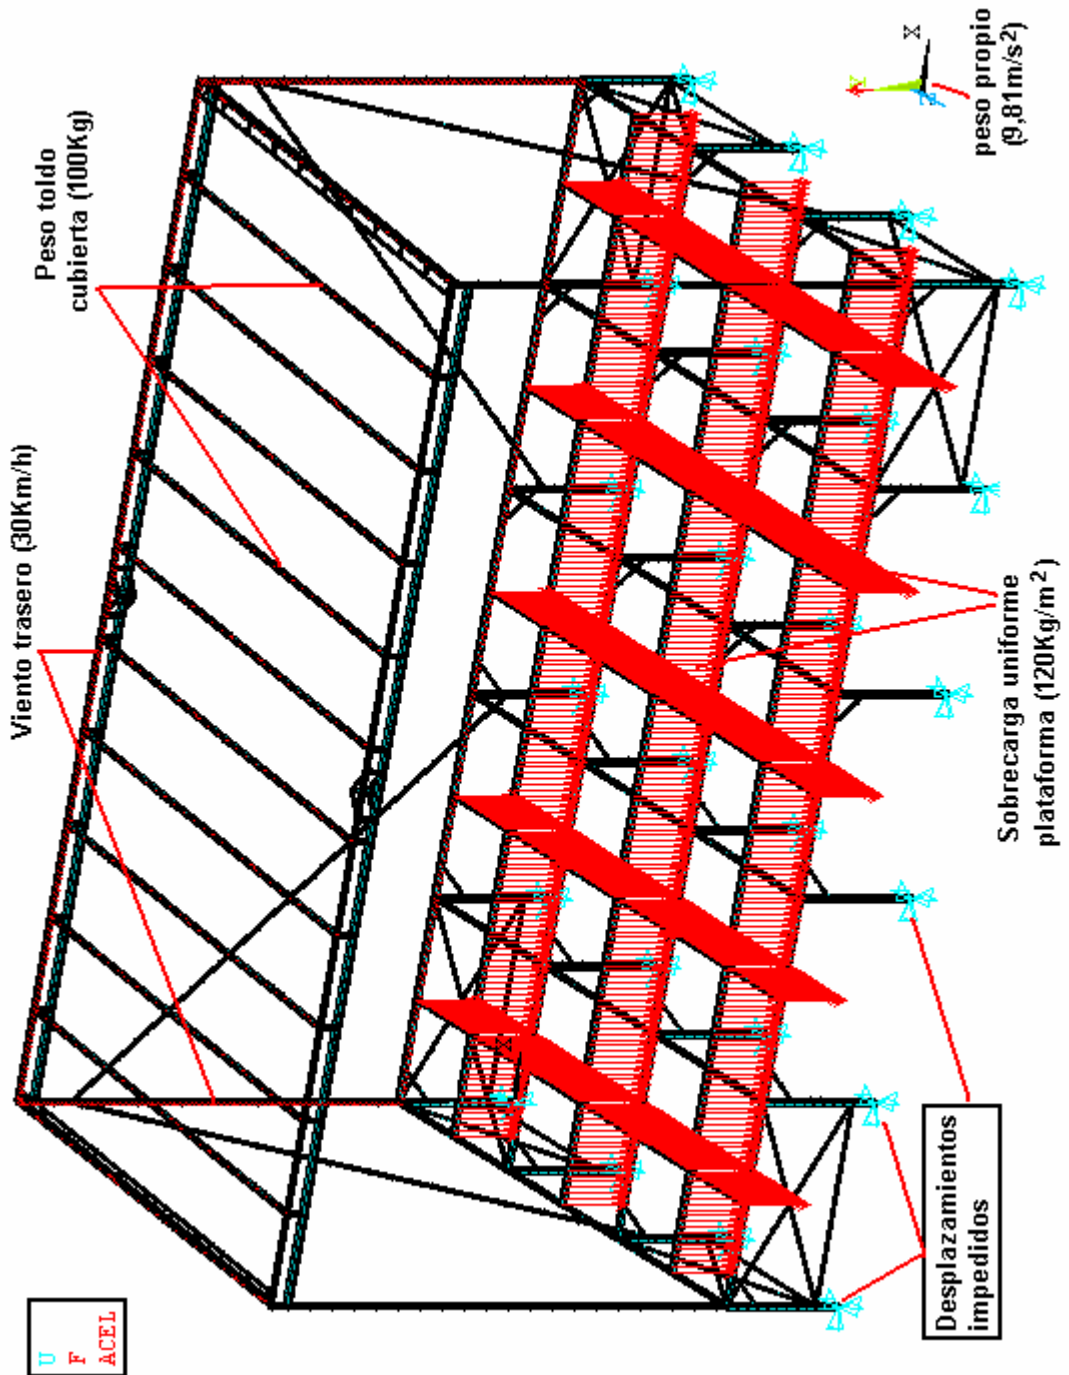 U
F
ACEL
Viento trasero (30Km/h)
Peso toldo
cubierta (100Kg)
peso propio
(9,81m/s²)
X
Y
Z
X
Sobrecarga uniforme
plataforma (120Kg/m²)
Desplazamientos
impedidos